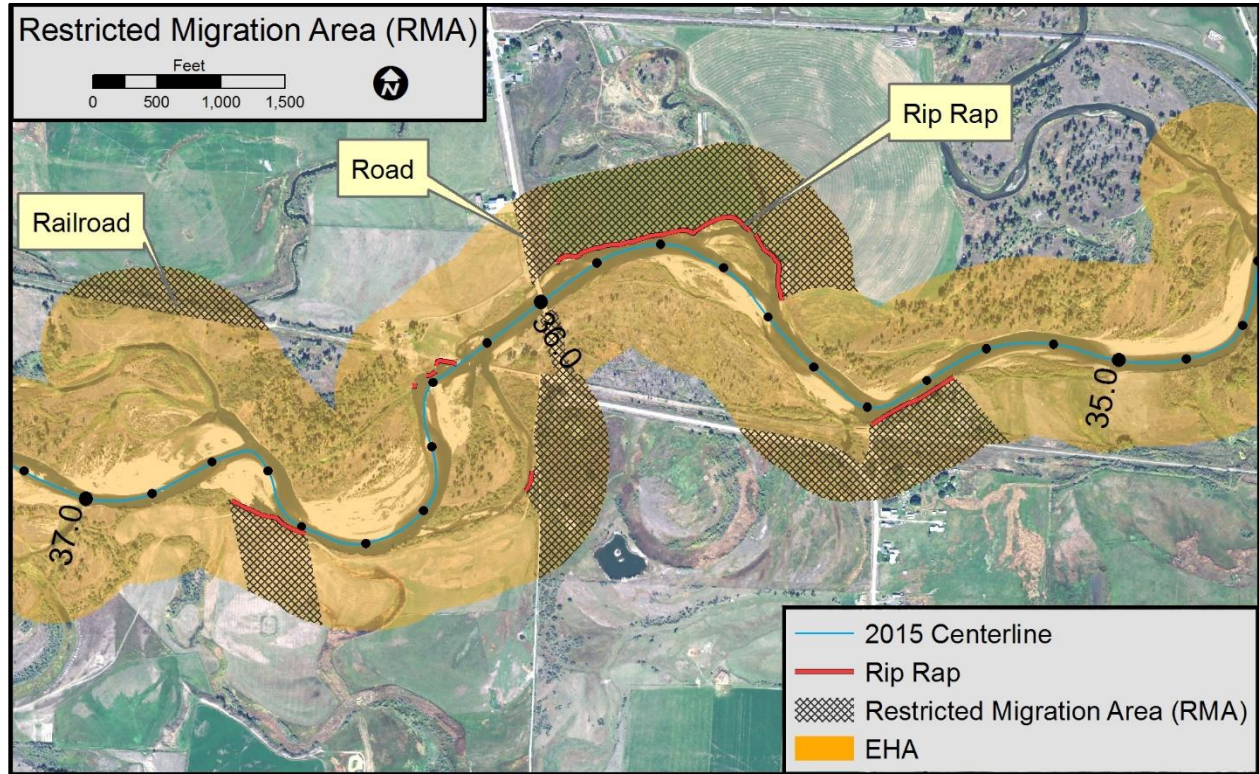 Restricted Migration Area (RMA)
Feet
0 500 1,000 1,500
N
Rip Rap
Road
Railroad
36.0
35.0
37.0
2015 Centerline
Rip Rap
Restricted Migration Area (RMA)
EHA